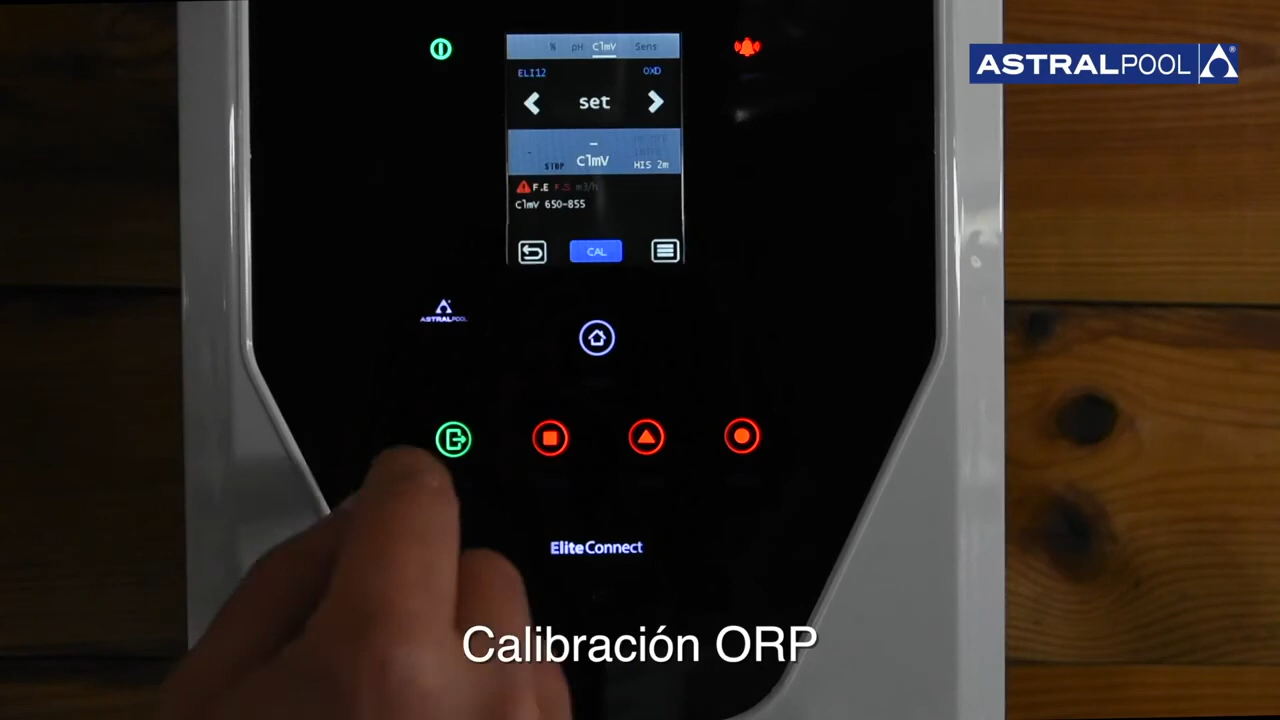 % pH ClmV Sens
ASTRALPOOL
ELI12 OXD
set
-
STOP ClmV HIS 2m
F.E F.S m3/h
ClmV 650-855
CAL
ASTRALPOOL
EliteConnect
Calibración ORP